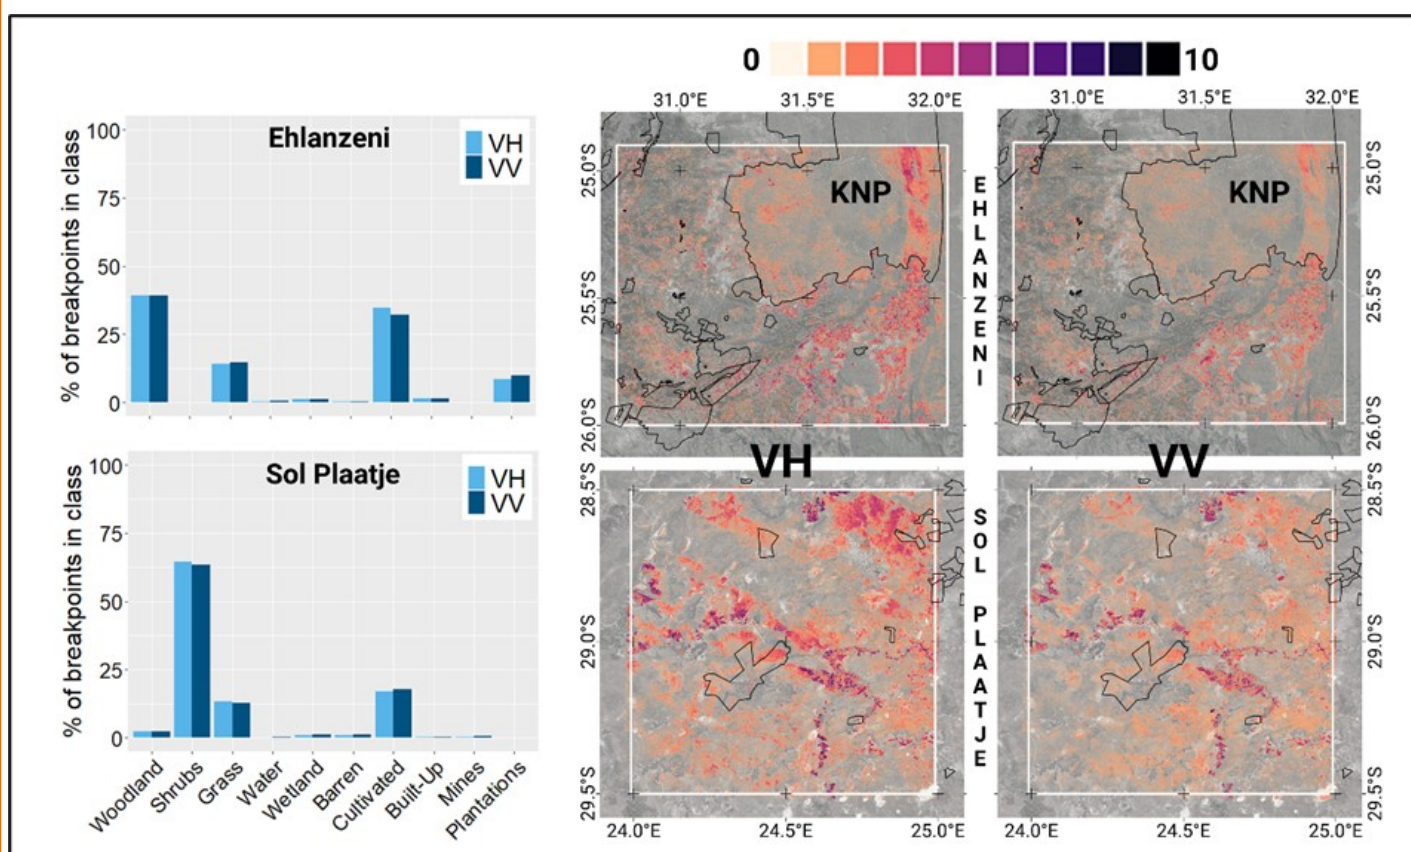 0 10
31.0°E 31.5°E 32.0°E
31.0°E 31.5°E 32.0°E
% of breakpoints in class
100
75
50
25
0
Ehlanzeni
VH
VV
25.0°S
25.5°S
26.0°S
KNP
EHLANZENI
KNP
25.0°S
25.5°S
26.0°S
VH
VV
% of breakpoints in class
100
75
50
25
0
Sol Plaatje
VH
VV
Woodland
Shrubs
Grass
Water
Wetland
Barren
Cultivated
Built-Up
Mines
Plantations
28.5°S
29.0°S
29.5°S
SOL PLAATJE
28.5°S
29.0°S
29.5°S
24.0°E 24.5°E 25.0°E
24.0°E 24.5°E 25.0°E